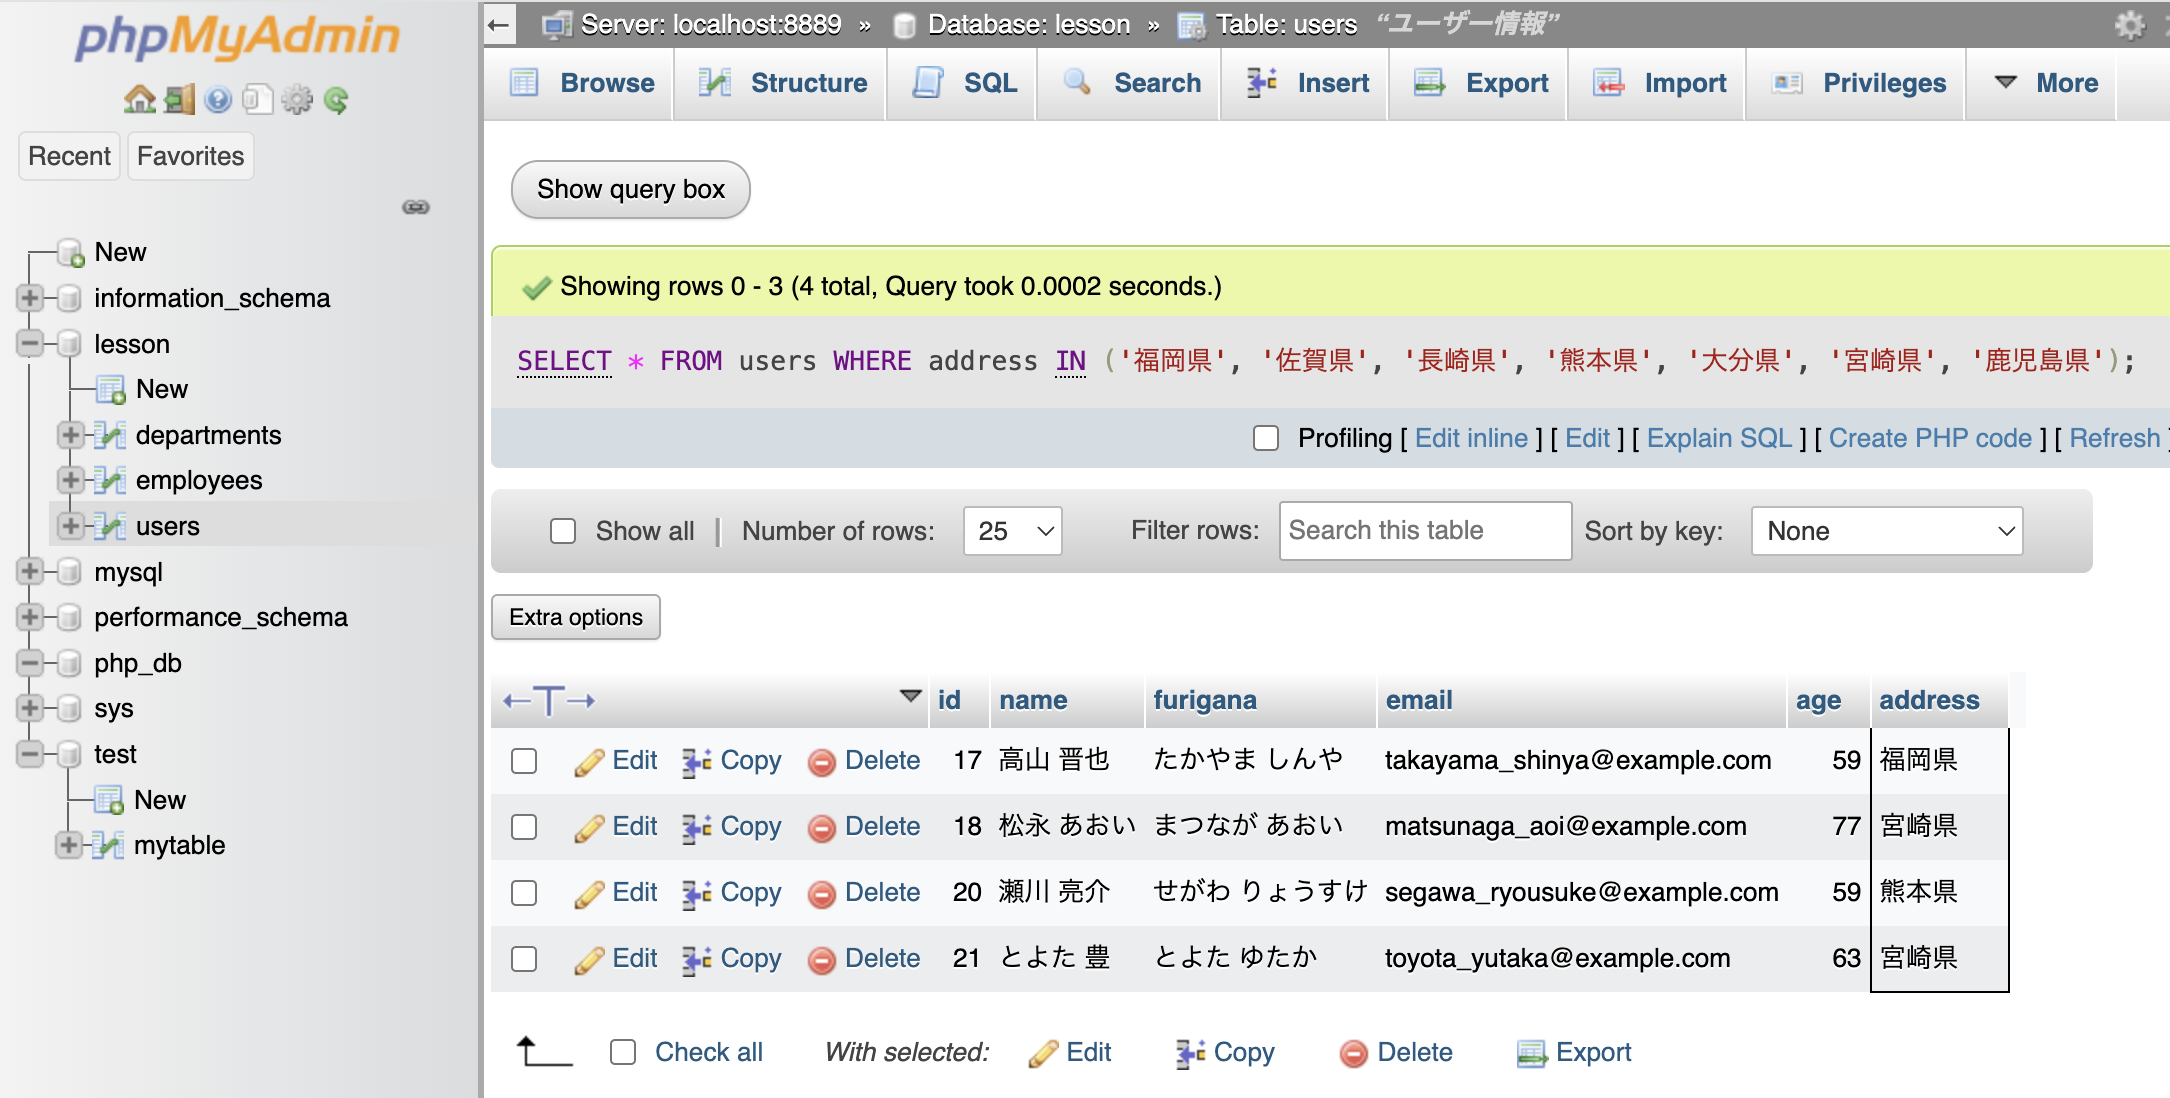 phpMyAdmin
Recent Favorites
New
information_schema
lesson
New
departments
employees
users
mysql
performance_schema
php_db
sys
test
New
mytable
Server: localhost:8889 » Database: lesson » Table: users “ユーザー情報”
Browse Structure SQL Search Insert Export Import Privileges More
Show query box
Showing rows 0 - 3 (4 total, Query took 0.0002 seconds.)
SELECT * FROM users WHERE address IN ('福岡県', '佐賀県', '長崎県', '熊本県', '大分県', '宮崎県', '鹿児島県');
Profiling [ Edit inline ] [ Edit ] [ Explain SQL ] [ Create PHP code ] [ Refresh ]
Show all | Number of rows: 25 Filter rows: Search this table Sort by key: None
Extra options
←T→ id name furigana email age address
Edit Copy Delete 17 高山 晋也 たかやま しんや takayama_shinya@example.com 59 福岡県
Edit Copy Delete 18 松永 あおい まつなが あおい matsunaga_aoi@example.com 77 宮崎県
Edit Copy Delete 20 瀬川 亮介 せがわ りょうすけ segawa_ryousuke@example.com 59 熊本県
Edit Copy Delete 21 とよた 豊 とよた ゆたか toyota_yutaka@example.com 63 宮崎県
Check all With selected: Edit Copy Delete Export